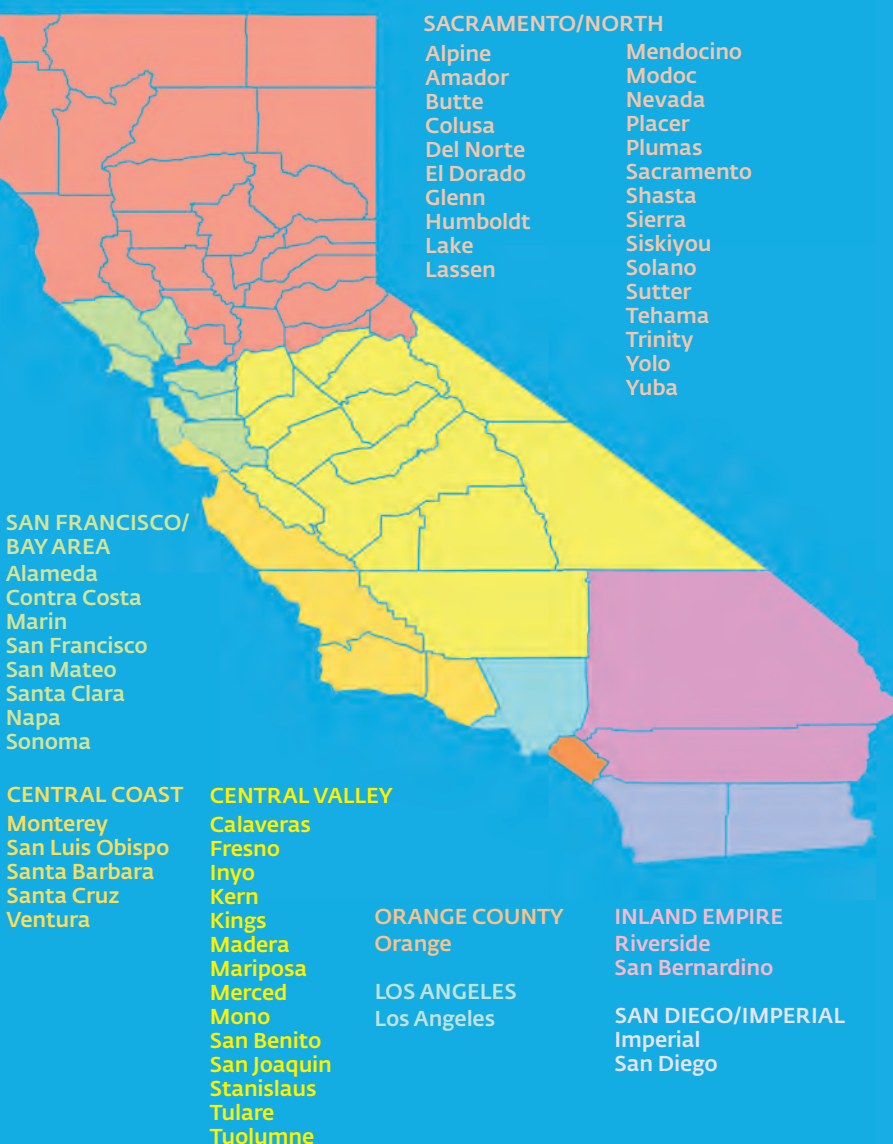 SACRAMENTO/NORTH
Alpine
Amador
Butte
Colusa
Del Norte
El Dorado
Glenn
Humboldt
Lake
Lassen
Mendocino
Modoc
Nevada
Placer
Plumas
Sacramento
Shasta
Sierra
Siskiyou
Solano
Sutter
Tehama
Trinity
Yolo
Yuba
SAN FRANCISCO/
BAY AREA
Alameda
Contra Costa
Marin
San Francisco
San Mateo
Santa Clara
Napa
Sonoma
CENTRAL COAST
Monterey
San Luis Obispo
Santa Barbara
Santa Cruz
Ventura
CENTRAL VALLEY
Calaveras
Fresno
Inyo
Kern
Kings
Madera
Mariposa
Merced
Mono
San Benito
San Joaquin
Stanislaus
Tulare
Tuolumne
ORANGE COUNTY
Orange
LOS ANGELES
Los Angeles
INLAND EMPIRE
Riverside
San Bernardino
SAN DIEGO/IMPERIAL
Imperial
San Diego